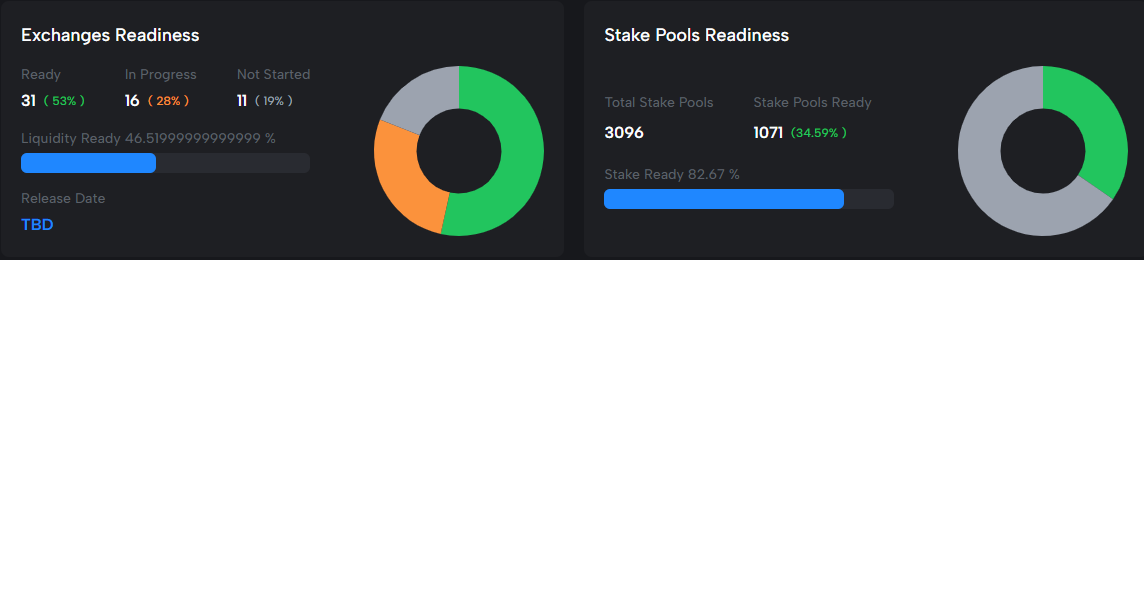 Exchanges Readiness
Ready In Progress Not Started
31 ( 53% ) 16 ( 28% ) 11 ( 19% )
Liquidity Ready 46.51999999999999 %
Release Date
TBD
Stake Pools Readiness
Total Stake Pools Stake Pools Ready
3096 1071 (34.59% )
Stake Ready 82.67 %